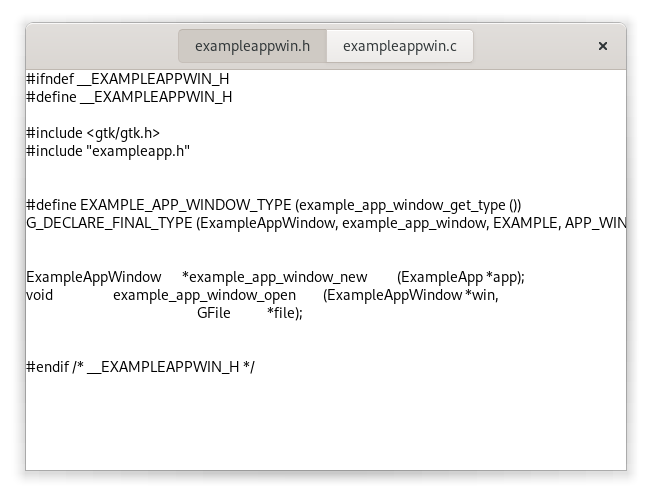 exampleappwin.h exampleappwin.c ×
#ifndef __EXAMPLEAPPWIN_H
#define __EXAMPLEAPPWIN_H
#include <gtk/gtk.h>
#include "exampleapp.h"
#define EXAMPLE_APP_WINDOW_TYPE (example_app_window_get_type ())
G_DECLARE_FINAL_TYPE (ExampleAppWindow, example_app_window, EXAMPLE, APP_WIN
ExampleAppWindow *example_app_window_new (ExampleApp *app);
void example_app_window_open (ExampleAppWindow *win,
GFile *file);
#endif /* __EXAMPLEAPPWIN_H */